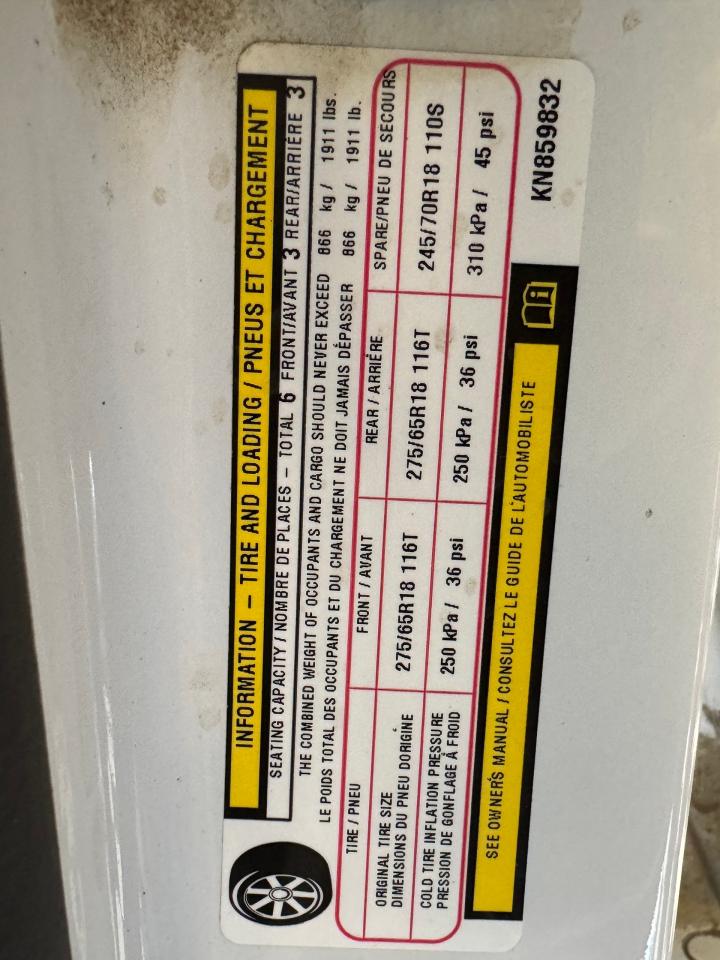 INFORMATION – TIRE AND LOADING / PNEUS ET CHARGEMENT
SEATING CAPACITY / NOMBRE DE PLACES – TOTAL 6 FRONT/AVANT 3 REAR/ARRIÈRE 3
THE COMBINED WEIGHT OF OCCUPANTS AND CARGO SHOULD NEVER EXCEED 866 kg / 1911 lbs.
LE POIDS TOTAL DES OCCUPANTS ET DU CHARGEMENT NE DOIT JAMAIS DÉPASSER 866 kg / 1911 lb.
TIRE / PNEU FRONT / AVANT REAR / ARRIÈRE SPARE/PNEU DE SECOURS
ORIGINAL TIRE SIZE
DIMENSIONS DU PNEU D'ORIGINE 275/65R18 116T 275/65R18 116T 245/70R18 110S
COLD TIRE INFLATION PRESSURE
PRESSION DE GONFLAGE À FROID 250 kPa / 36 psi 250 kPa / 36 psi 310 kPa / 45 psi
SEE OWNER'S MANUAL / CONSULTEZ LE GUIDE DE L'AUTOMOBILISTE
KN859832